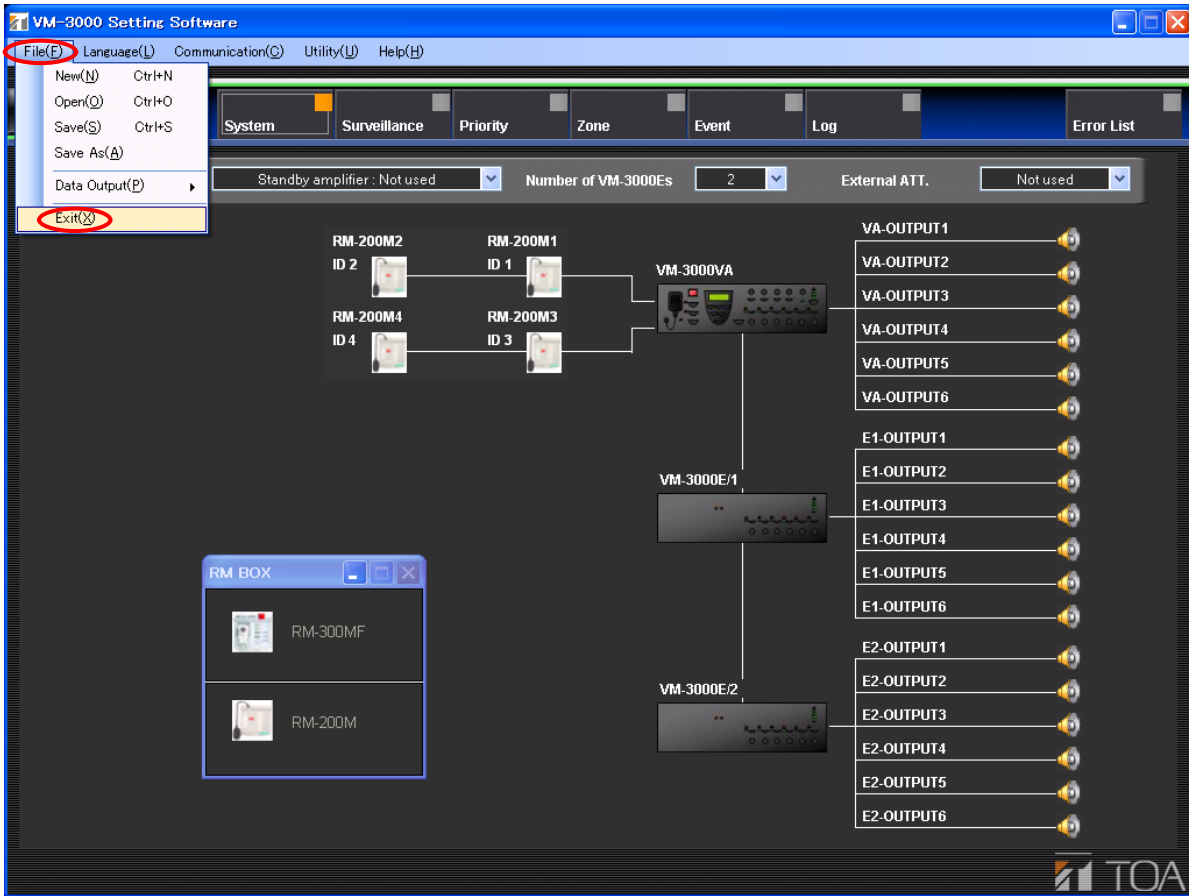 VM-3000 Setting Software
File(F) Language(L) Communication(C) Utility(U) Help(H)
New(N) Ctrl+N
Open(O) Ctrl+O
Save(S) Ctrl+S
Save As(A)
Data Output(P)
Exit(X)
System Surveillance Priority Zone Event Log Error List
Standby amplifier : Not used Number of VM-3000Es 2 External ATT. Not used
RM-200M2 RM-200M1
ID 2 ID 1
RM-200M4 RM-200M3
ID 4 ID 3
VM-3000VA
VA-OUTPUT1
VA-OUTPUT2
VA-OUTPUT3
VA-OUTPUT4
VA-OUTPUT5
VA-OUTPUT6
VM-3000E/1
E1-OUTPUT1
E1-OUTPUT2
E1-OUTPUT3
E1-OUTPUT4
E1-OUTPUT5
E1-OUTPUT6
RM BOX
RM-300MF
RM-200M
VM-3000E/2
E2-OUTPUT1
E2-OUTPUT2
E2-OUTPUT3
E2-OUTPUT4
E2-OUTPUT5
E2-OUTPUT6
TOA